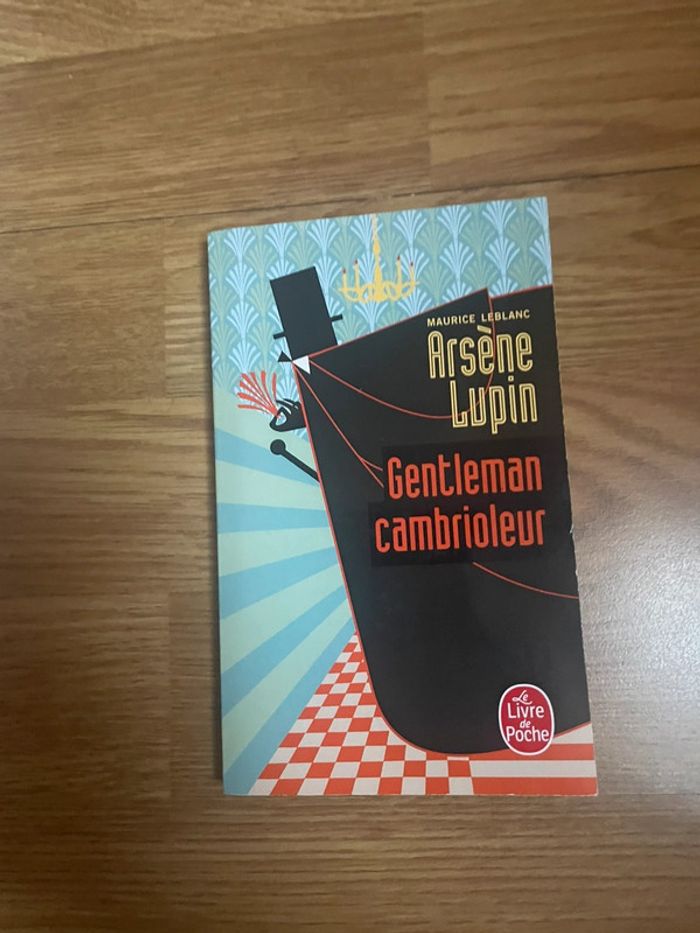 MAURICE LEBLANC
Arsène
Lupin
Gentleman
cambrioleur
Le
Livre
de
Poche